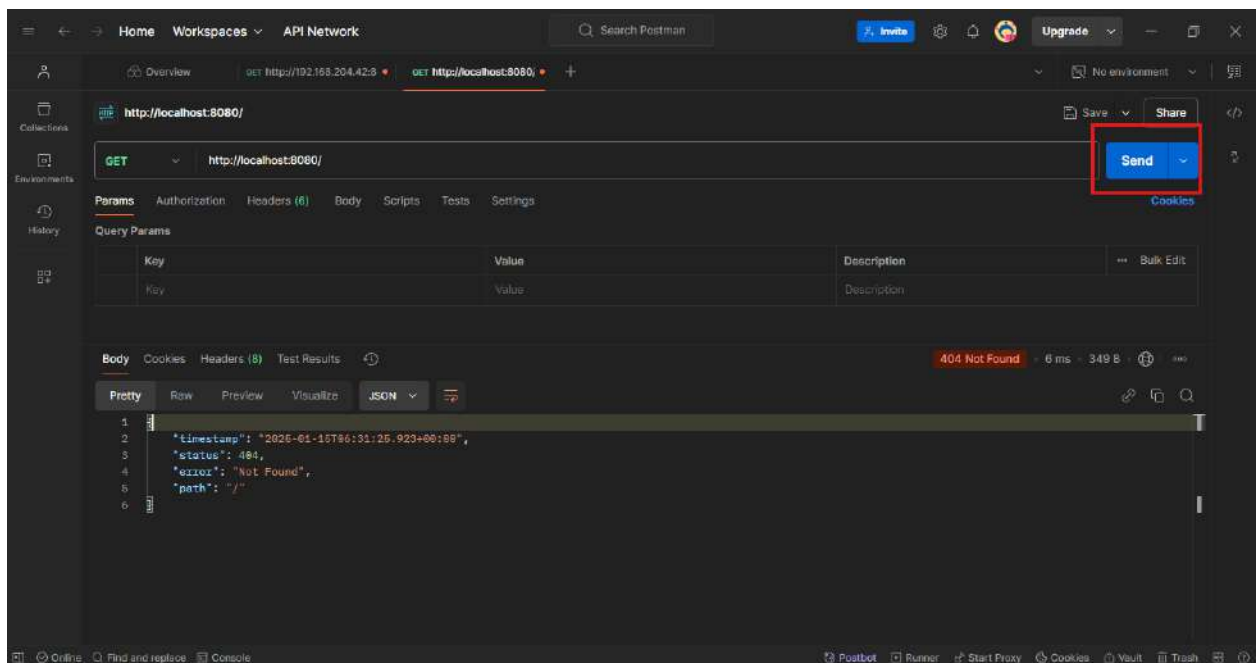 Home Workspaces API Network Search Postman Invite Upgrade
Overview GET http://192.168.204.42:8 GET http://localhost:8080/ No environment
http://localhost:8080/ Save Share
GET http://localhost:8080/ Send
Params Authorization Headers (6) Body Scripts Tests Settings Cookies
Query Params
Key Value Description Bulk Edit
Key Value Description
Collections
Environments
History
Body Cookies Headers (8) Test Results 404 Not Found 6 ms 349 B
Pretty Raw Preview Visualize JSON
1 {
2 "timestamp": "2025-01-15T06:31:25.923+00:00",
3 "status": 404,
4 "error": "Not Found",
5 "path": "/"
6 }
Online Find and replace Console Postbot Runner Start Proxy Cookies Vault Trash